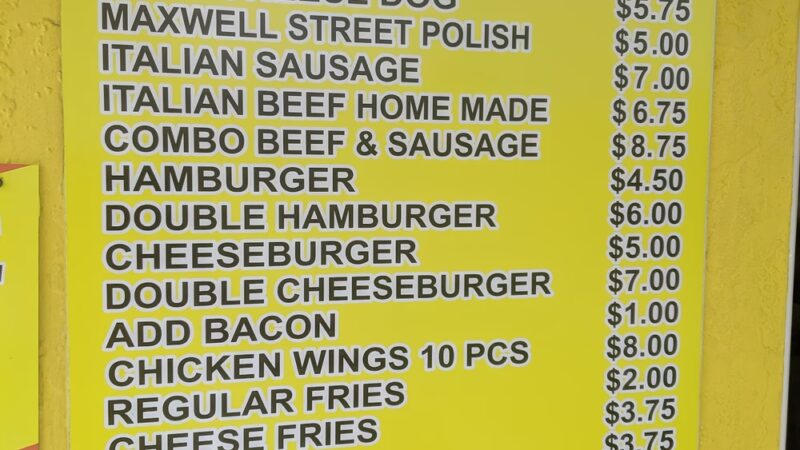 DOG $5.75
MAXWELL STREET POLISH $5.00
ITALIAN SAUSAGE $7.00
ITALIAN BEEF HOME MADE $6.75
COMBO BEEF & SAUSAGE $8.75
HAMBURGER $4.50
DOUBLE HAMBURGER $6.00
CHEESEBURGER $5.00
DOUBLE CHEESEBURGER $7.00
ADD BACON $1.00
CHICKEN WINGS 10 PCS $8.00
REGULAR FRIES $2.00
CHEESE FRIES $3.75
$3.75